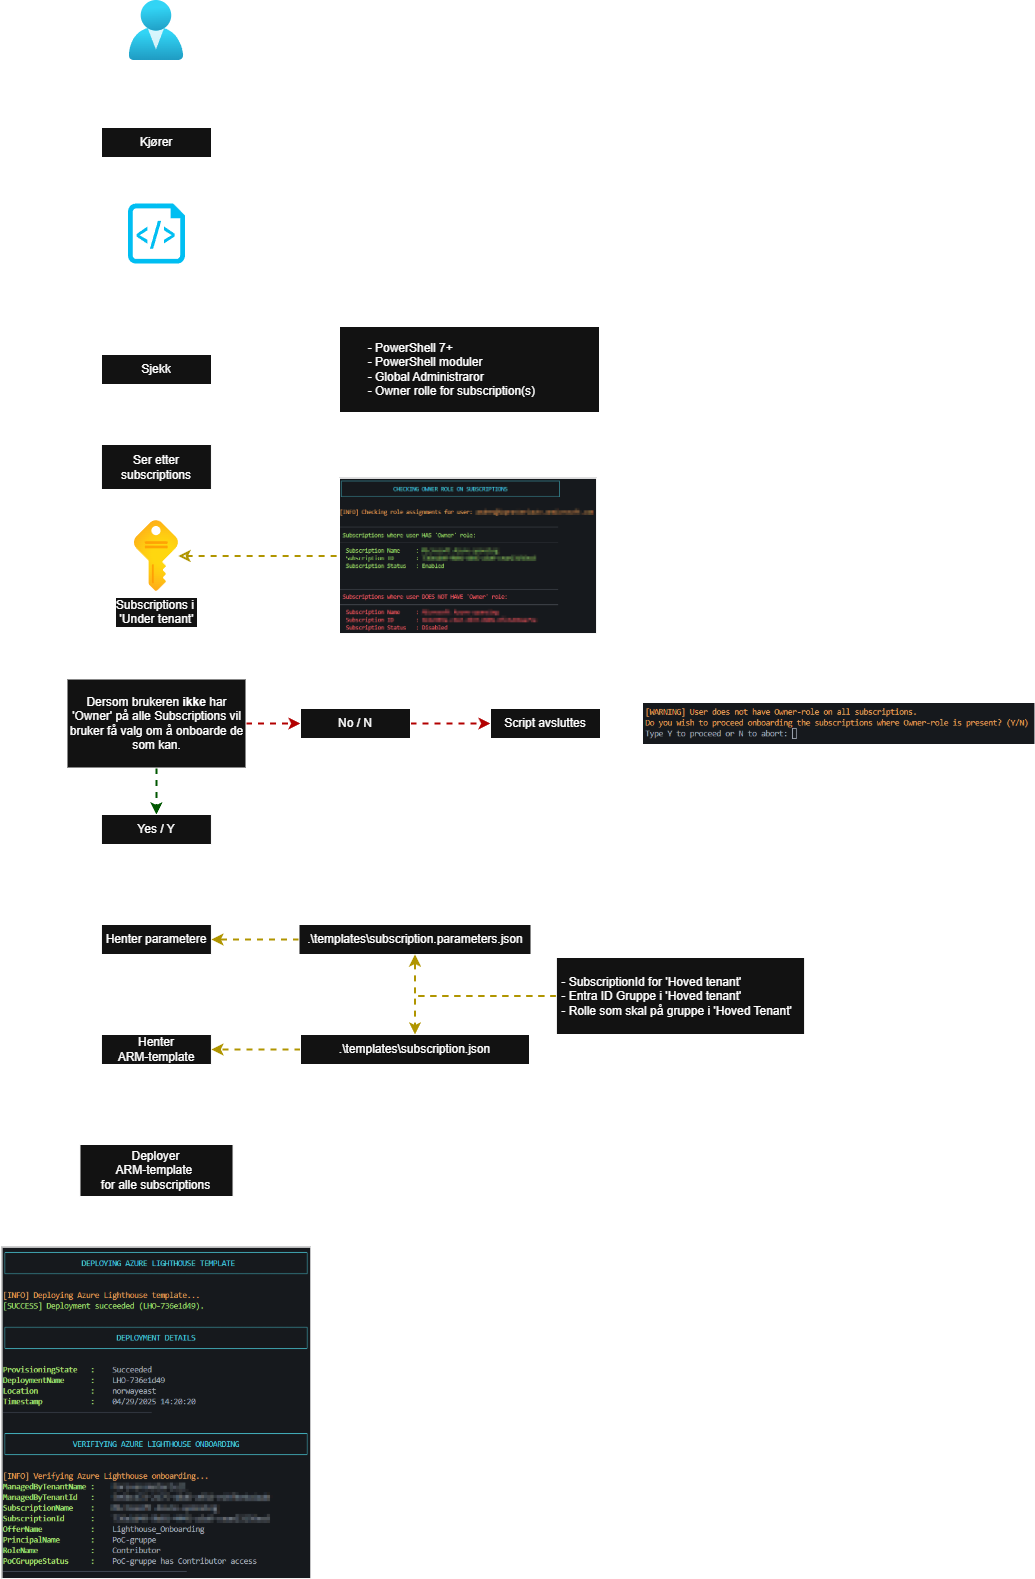 Kjører
</>
Sjekk
- PowerShell 7+
- PowerShell moduler
- Global Administraror
- Owner rolle for subscription(s)
Ser etter
subscriptions
CHECKING OWNER ROLE ON SUBSCRIPTIONS
[INFO] Checking role assignments for user:
Subscriptions where user HAS 'Owner' role:
Subscription Name :
Subscription ID :
Subscription Status : Enabled
Subscriptions where user DOES NOT HAVE 'Owner' role:
Subscription Name :
Subscription ID :
Subscription Status : Disabled
Subscriptions i
'Under tenant'
Dersom brukeren ikke har
'Owner' på alle Subscriptions vil
bruker få valg om å onboarde de
som kan.
No / N
Script avsluttes
[WARNING] User does not have Owner-role on all subscriptions.
Do you wish to proceed onboarding the subscriptions where Owner-role is present? (Y/N)
Type Y to proceed or N to abort:
Yes / Y
Henter parametere
.\templates\subscription.parameters.json
- SubscriptionId for 'Hoved tenant'
- Entra ID Gruppe i 'Hoved tenant'
- Rolle som skal på gruppe i 'Hoved Tenant'
Henter
ARM-template
.\templates\subscription.json
Deployer
ARM-template
for alle subscriptions
DEPLOYING AZURE LIGHTHOUSE TEMPLATE
[INFO] Deploying Azure Lighthouse template...
[SUCCESS] Deployment succeeded (LHO-736e1d49).
DEPLOYMENT DETAILS
ProvisioningState : Succeeded
DeploymentName : LHO-736e1d49
Location : norwayeast
Timestamp : 04/29/2025 14:20:20
VERIFIYING AZURE LIGHTHOUSE ONBOARDING
[INFO] Verifying Azure Lighthouse onboarding...
ManagedByTenantName :
ManagedByTenantId :
SubscriptionName :
SubscriptionId :
OfferName : Lighthouse_Onboarding
PrincipalName : PoC-gruppe
RoleName : Contributor
PoCGruppeStatus : PoC-gruppe has Contributor access